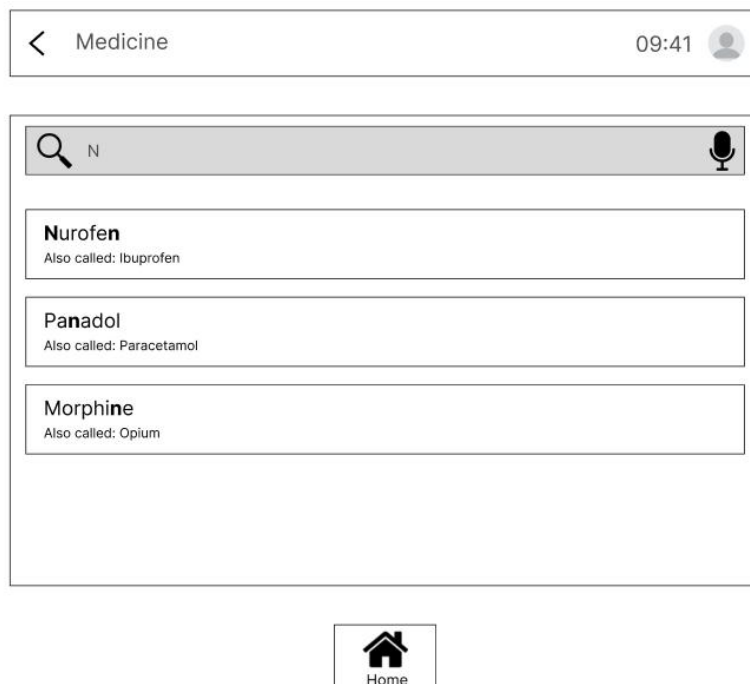 Medicine
09:41
N
Nurofen
Also called: Ibuprofen
Panadol
Also called: Paracetamol
Morphine
Also called: Opium
Home